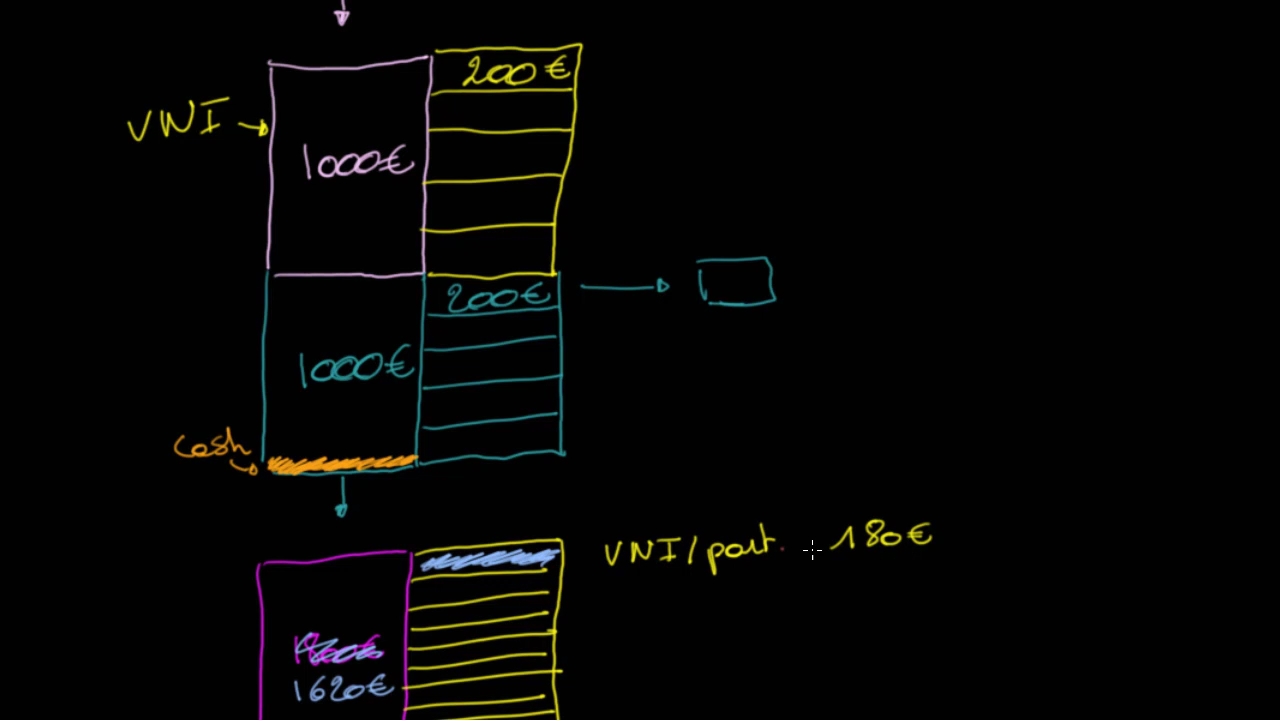 200€
VNI
1000€
200€
1000€
cash
VNI/part 180€
1620€